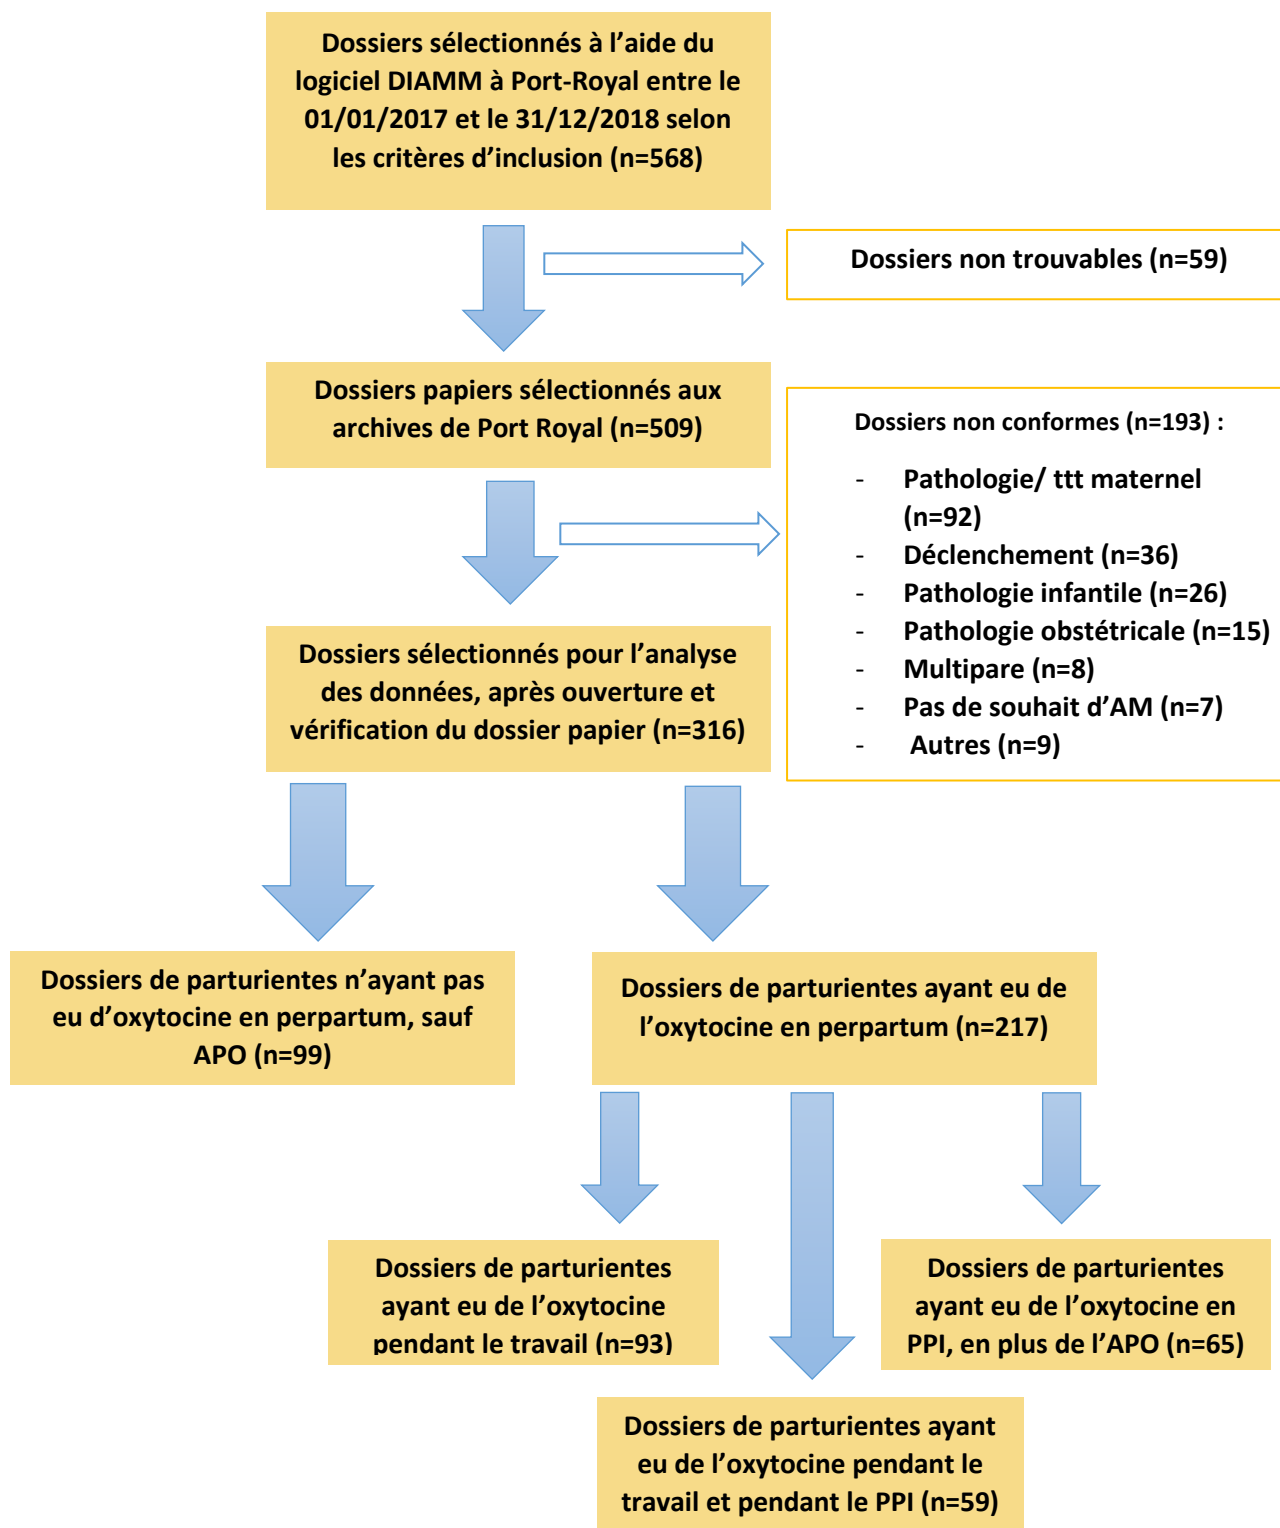 Dossiers sélectionnés à l’aide du
logiciel DIAMM à Port-Royal entre le
01/01/2017 et le 31/12/2018 selon
les critères d’inclusion (n=568)
Dossiers non trouvables (n=59)
Dossiers papiers sélectionnés aux
archives de Port Royal (n=509)
Dossiers non conformes (n=193) :
- Pathologie/ ttt maternel
(n=92)
- Déclenchement (n=36)
- Pathologie infantile (n=26)
- Pathologie obstétricale (n=15)
- Multipare (n=8)
- Pas de souhait d’AM (n=7)
- Autres (n=9)
Dossiers sélectionnés pour l’analyse
des données, après ouverture et
vérification du dossier papier (n=316)
Dossiers de parturientes n’ayant pas
eu d’oxytocine en perpartum, sauf
APO (n=99)
Dossiers de parturientes ayant eu de
l’oxytocine en perpartum (n=217)
Dossiers de parturientes
ayant eu de l’oxytocine
pendant le travail (n=93)
Dossiers de parturientes
ayant eu de l’oxytocine en
PPI, en plus de l’APO (n=65)
Dossiers de parturientes ayant
eu de l’oxytocine pendant le
travail et pendant le PPI (n=59)